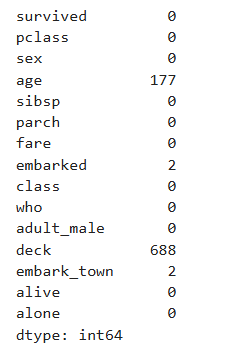 survived 0
pclass 0
sex 0
age 177
sibsp 0
parch 0
fare 0
embarked 2
class 0
who 0
adult_male 0
deck 688
embark_town 2
alive 0
alone 0
dtype: int64